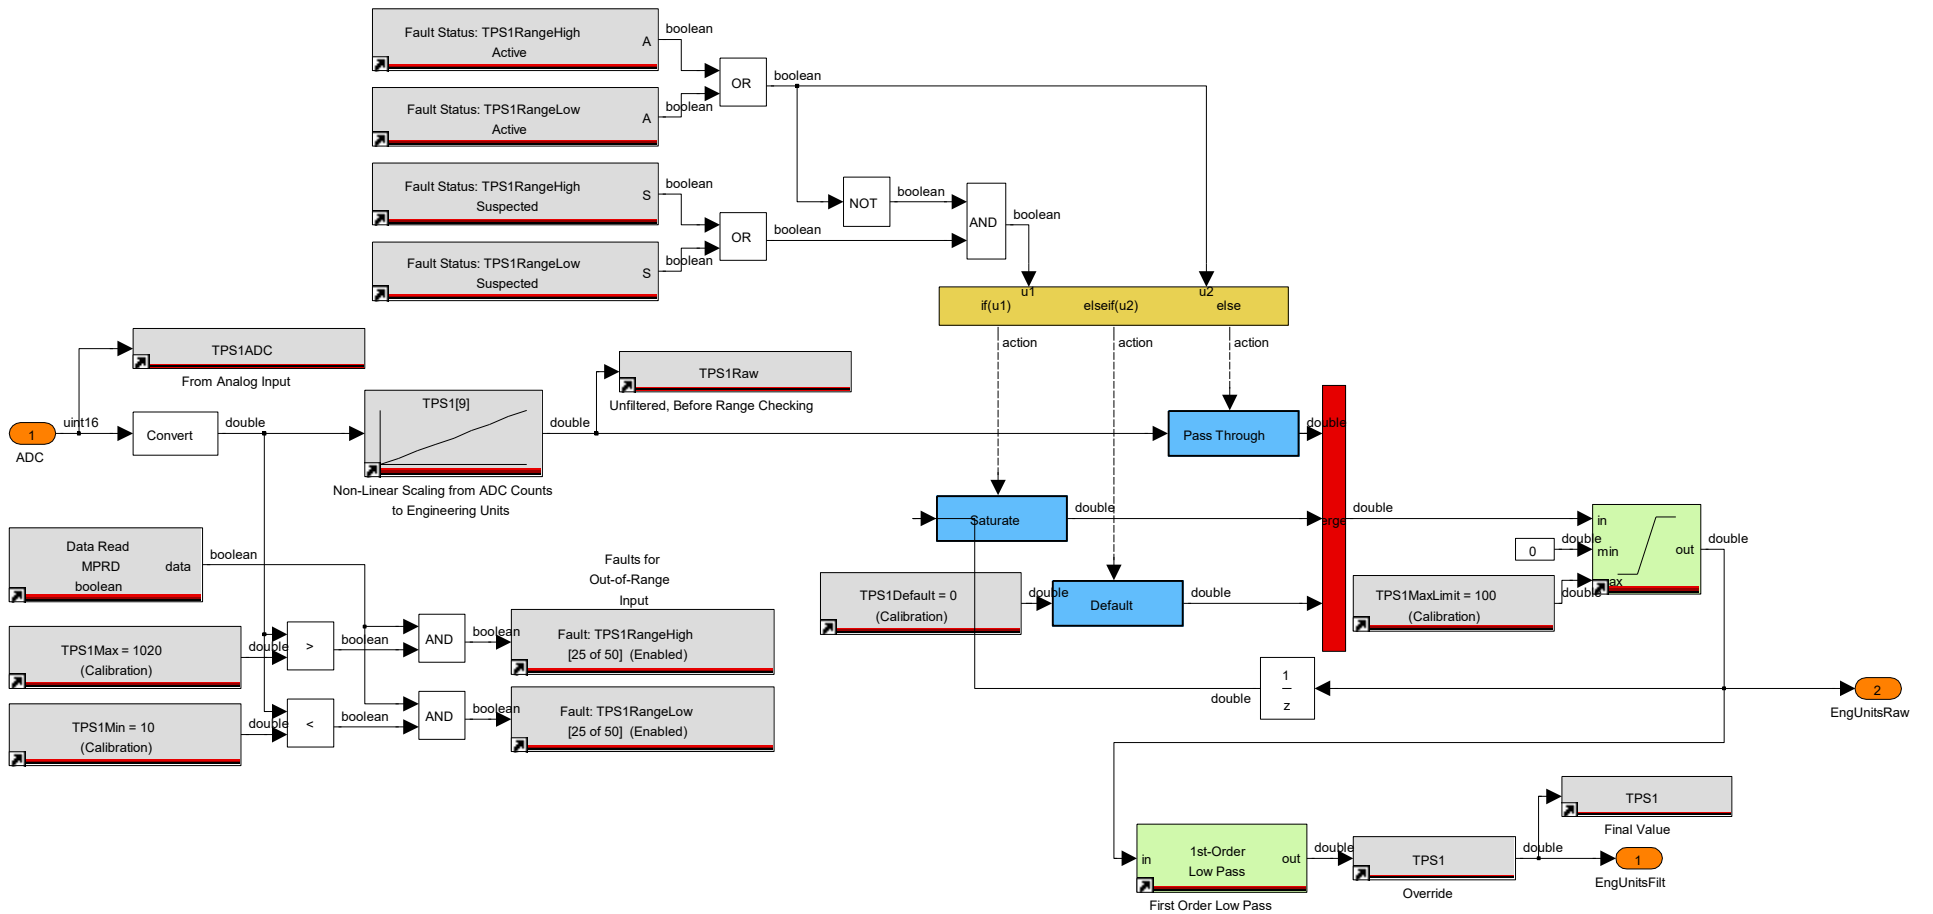 Fault Status: TPS1RangeHigh
Active
A
boolean
Fault Status: TPS1RangeLow
Active
A
boolean
OR
boolean
Fault Status: TPS1RangeHigh
Suspected
S
boolean
Fault Status: TPS1RangeLow
Suspected
S
boolean
OR
boolean
NOT
boolean
AND
boolean
u1
u2
if(u1)
elseif(u2)
else
action
action
action
TPS1ADC
From Analog Input
1
ADC
uint16
Convert
double
TPS1[9]
Non-Linear Scaling from ADC Counts
to Engineering Units
double
TPS1Raw
Unfiltered, Before Range Checking
Pass Through
double
Saturate
double
TPS1Default = 0
(Calibration)
double
Default
double
erge
double
0
double
TPS1MaxLimit = 100
(Calibration)
double
in
min
ax
out
double
Data Read
MPRD
boolean
data
boolean
TPS1Max = 1020
(Calibration)
double
>
boolean
AND
boolean
Faults for
Out-of-Range
Input
Fault: TPS1RangeHigh
[25 of 50] (Enabled)
TPS1Min = 10
(Calibration)
double
<
boolean
AND
boolean
Fault: TPS1RangeLow
[25 of 50] (Enabled)
double
1
z
2
EngUnitsRaw
in
1st-Order
Low Pass
out
First Order Low Pass
double
TPS1
Override
double
TPS1
Final Value
1
EngUnitsFilt